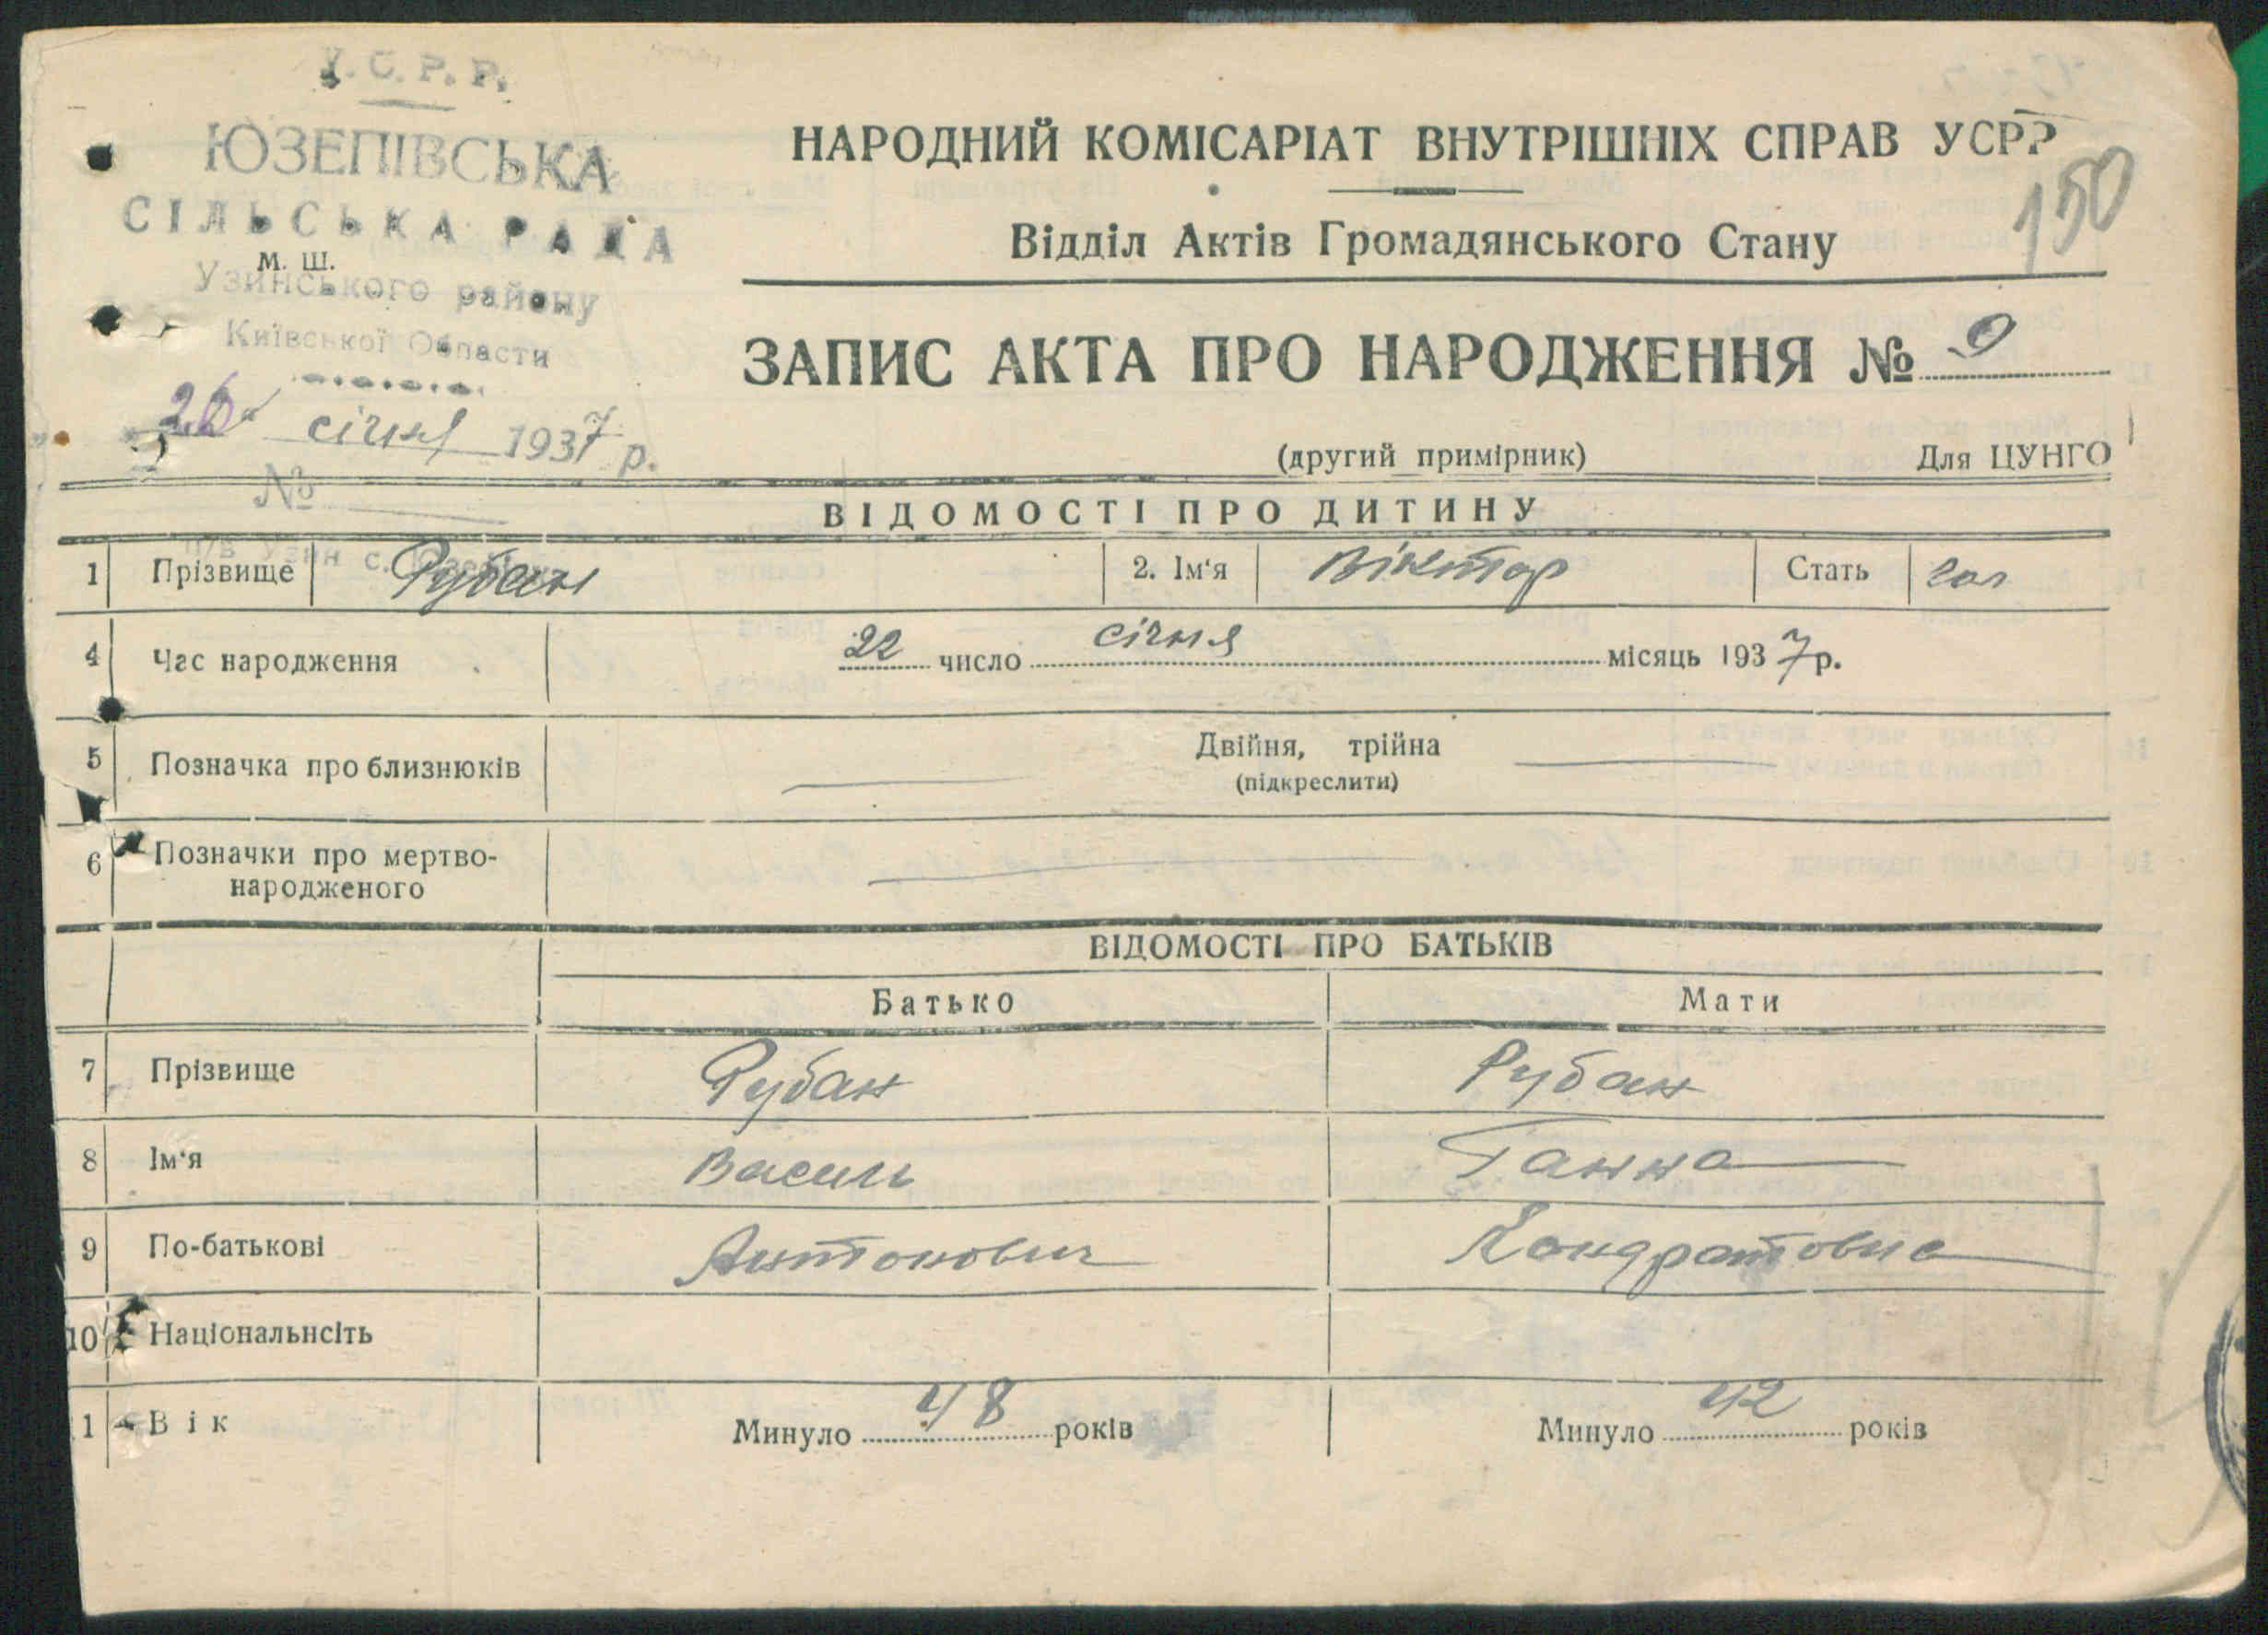 У.С.Р.Р.
ЮЗЕПІВСЬКА
СІЛЬСЬКА РАДА
М. Ш.
Узинського району
Київської Области
26 січня 1937 р.
№
п/в Узин с.
НАРОДНИЙ КОМІСАРІАТ ВНУТРІШНІХ СПРАВ УСРР
150
Відділ Актів Громадянського Стану
ЗАПИС АКТА ПРО НАРОДЖЕННЯ № 9
(другий примірник) Для ЦУНГО
ВІДОМОСТІ ПРО ДИТИНУ
1 Прізвище Рубан 2. Ім'я Віктор Стать чол
4 Час народження 22 число січня місяць 1937 р.
5 Позначка про близнюків Двійня, трійна
(підкреслити)
6 Позначки про мертво-
народженого
ВІДОМОСТІ ПРО БАТЬКІВ
Батько Мати
7 Прізвище Рубан Рубан
8 Ім'я Василь Ганна
9 По-батькові Антонович Кондратовна
10 Національнсіть
1 Вік Минуло 48 років Минуло 42 років